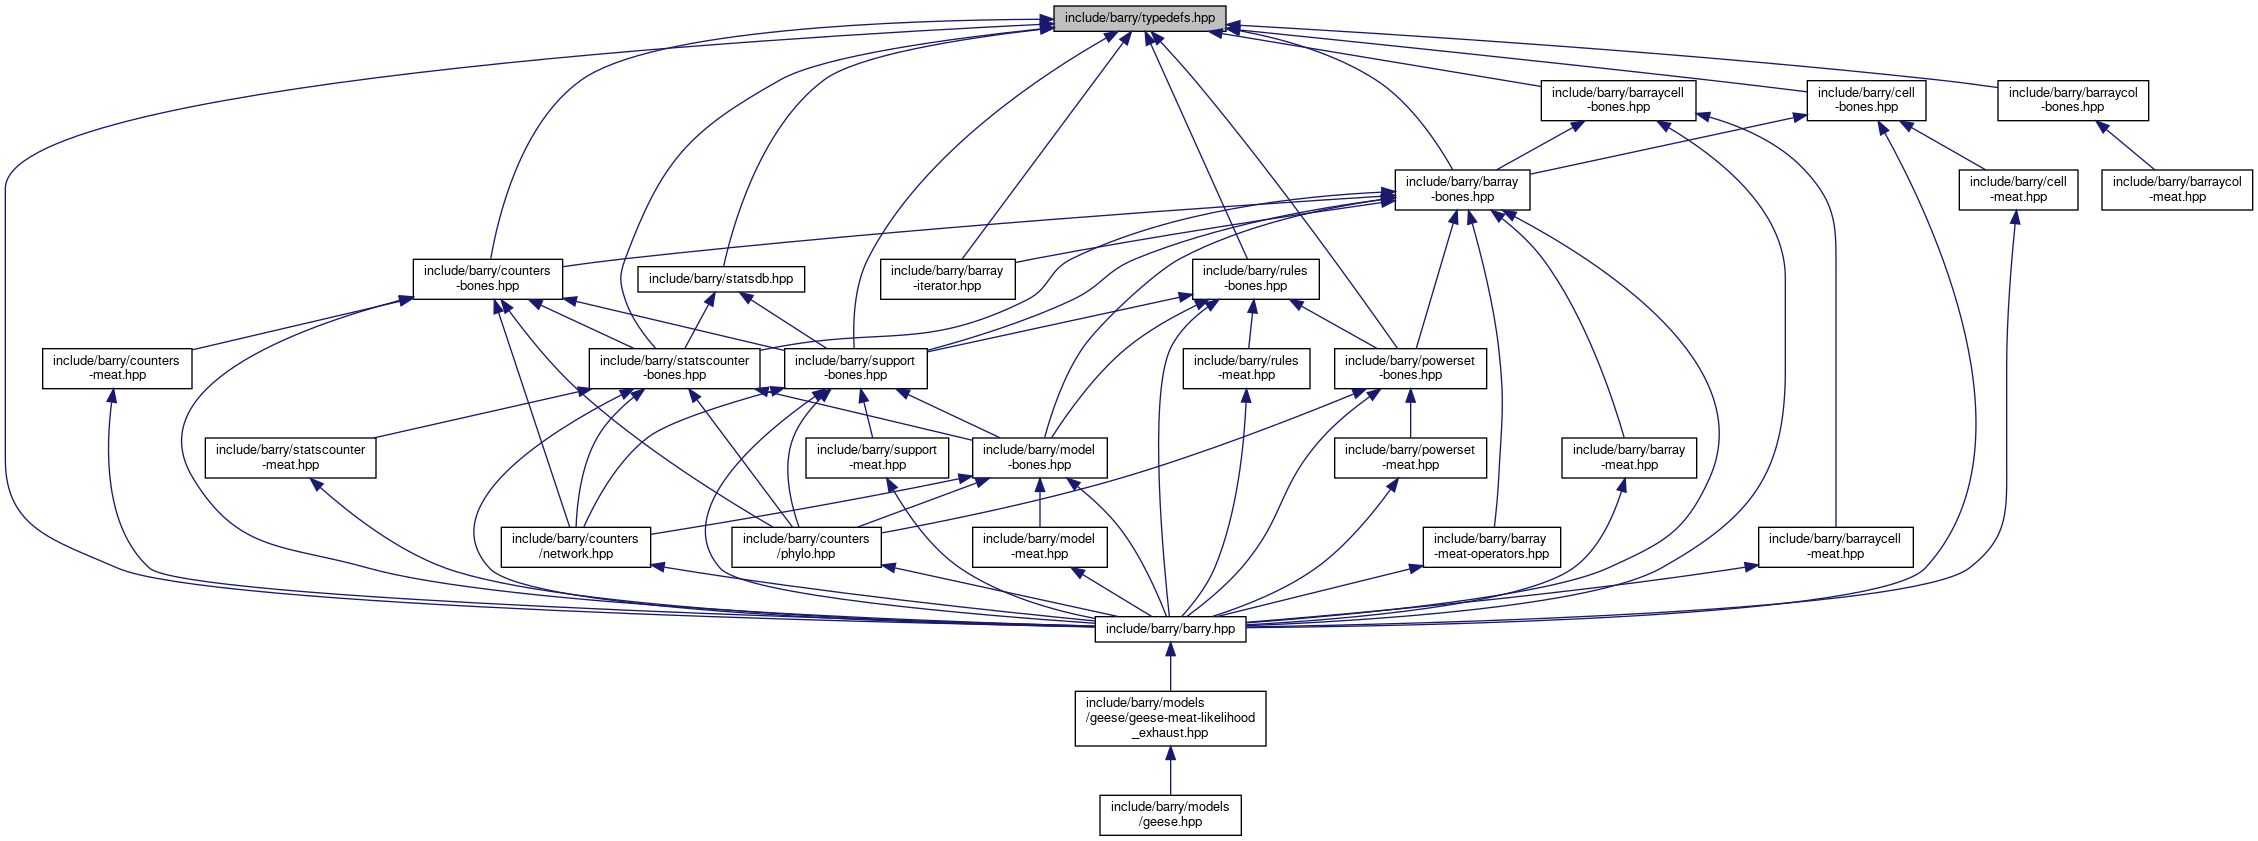 include/barry/typedefs.hpp
include/barry/barraycell
-bones.hpp
include/barry/cell
-bones.hpp
include/barry/barraycol
-bones.hpp
include/barry/barray
-bones.hpp
include/barry/cell
-meat.hpp
include/barry/barraycol
-meat.hpp
include/barry/counters
-bones.hpp
include/barry/statsdb.hpp
include/barry/barray
-iterator.hpp
include/barry/rules
-bones.hpp
include/barry/counters
-meat.hpp
include/barry/statscounter
-bones.hpp
include/barry/support
-bones.hpp
include/barry/rules
-meat.hpp
include/barry/powerset
-bones.hpp
include/barry/statscounter
-meat.hpp
include/barry/support
-meat.hpp
include/barry/model
-bones.hpp
include/barry/powerset
-meat.hpp
include/barry/barray
-meat.hpp
include/barry/counters
/network.hpp
include/barry/counters
/phylo.hpp
include/barry/model
-meat.hpp
include/barry/barray
-meat-operators.hpp
include/barry/barraycell
-meat.hpp
include/barry/barry.hpp
include/barry/models
/geese/geese-meat-likelihood
_exhaust.hpp
include/barry/models
/geese.hpp